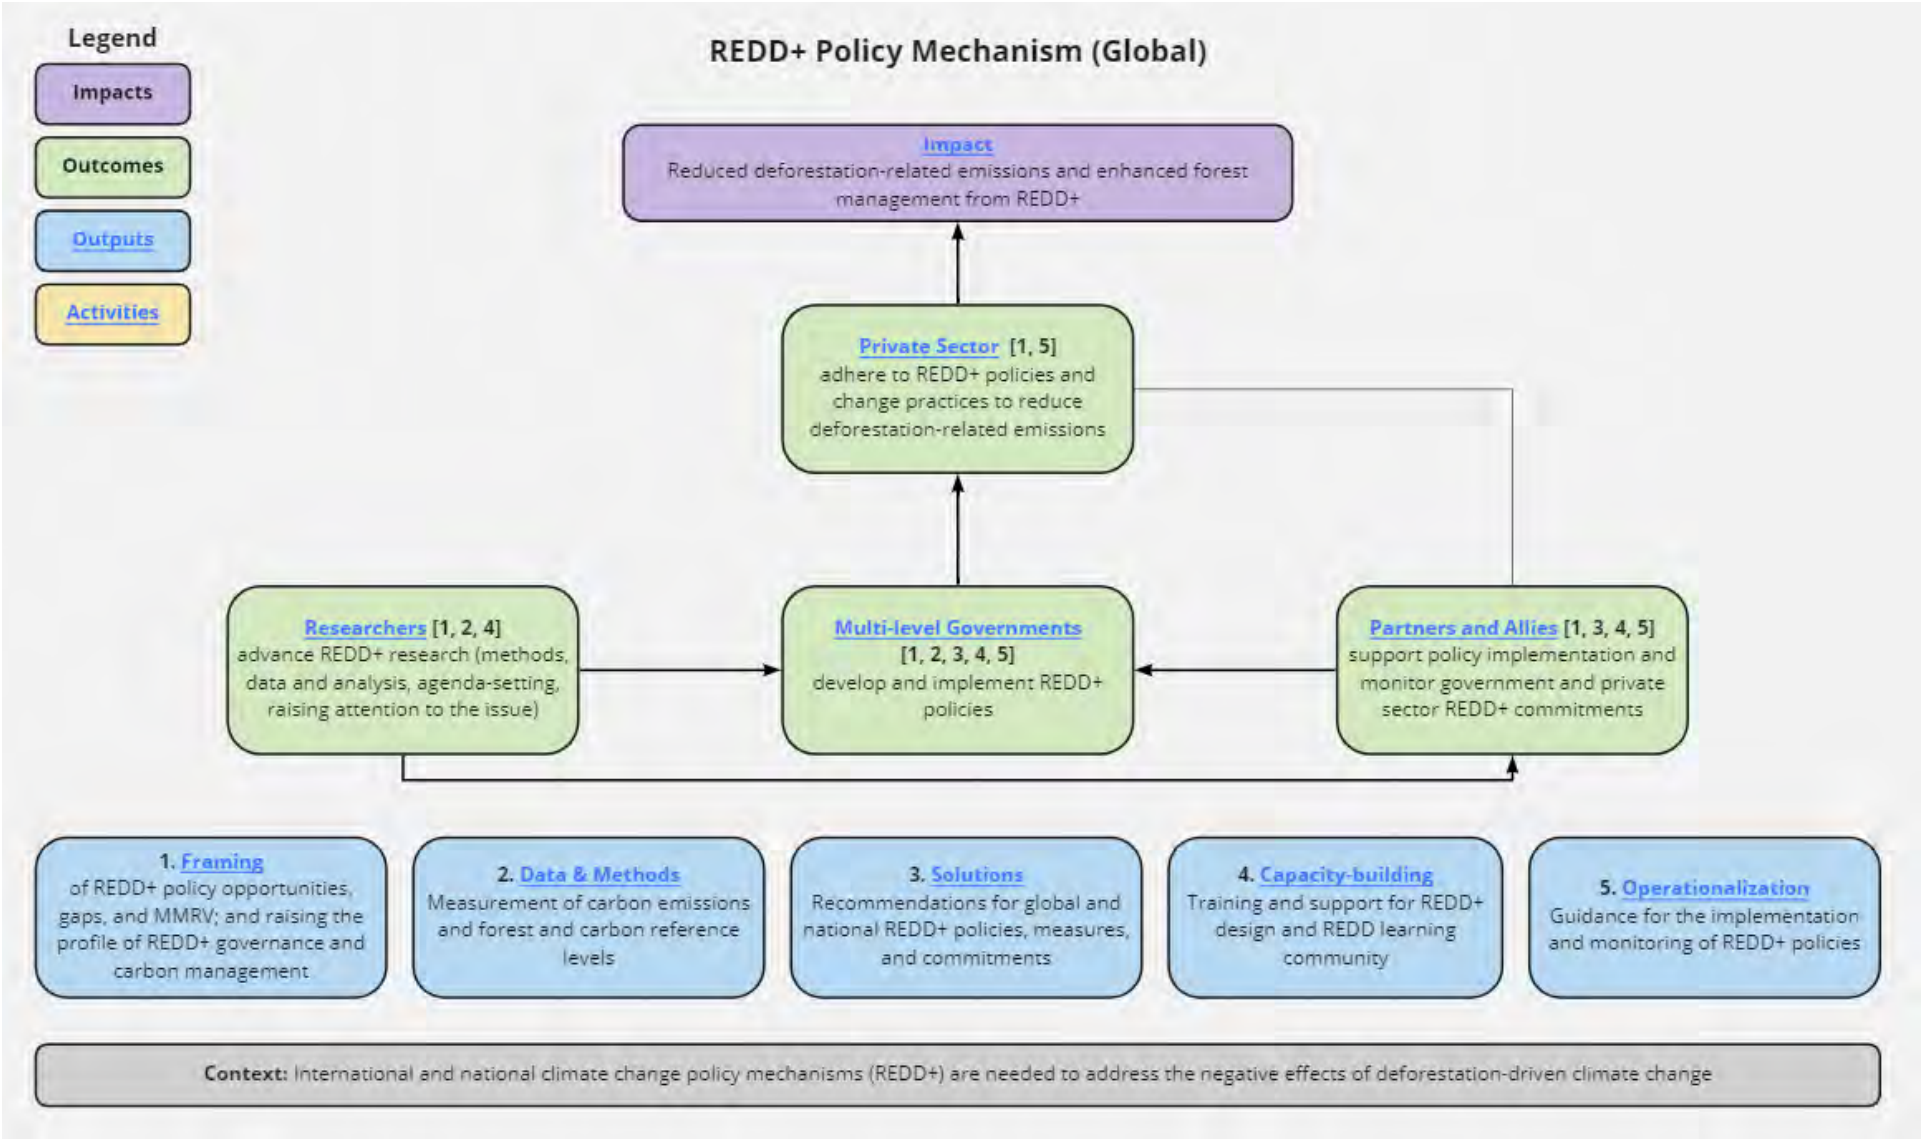 Legend
Impacts
Outcomes
Outputs
Activities
REDD+ Policy Mechanism (Global)
Impact
Reduced deforestation-related emissions and enhanced forest
management from REDD+
Private Sector [1, 5]
adhere to REDD+ policies and
change practices to reduce
deforestation-related emissions
Researchers [1, 2, 4]
advance REDD+ research (methods,
data and analysis, agenda-setting,
raising attention to the issue)
Multi-level Governments
[1, 2, 3, 4, 5]
develop and implement REDD+
policies
Partners and Allies [1, 3, 4, 5]
support policy implementation and
monitor government and private
sector REDD+ commitments
1. Framing
of REDD+ policy opportunities,
gaps, and MMRV; and raising the
profile of REDD+ governance and
carbon management
2. Data & Methods
Measurement of carbon emissions
and forest and carbon reference
levels
3. Solutions
Recommendations for global and
national REDD+ policies, measures,
and commitments
4. Capacity-building
Training and support for REDD+
design and REDD learning
community
5. Operationalization
Guidance for the implementation
and monitoring of REDD+ policies
Context: International and national climate change policy mechanisms (REDD+) are needed to address the negative effects of deforestation-driven climate change